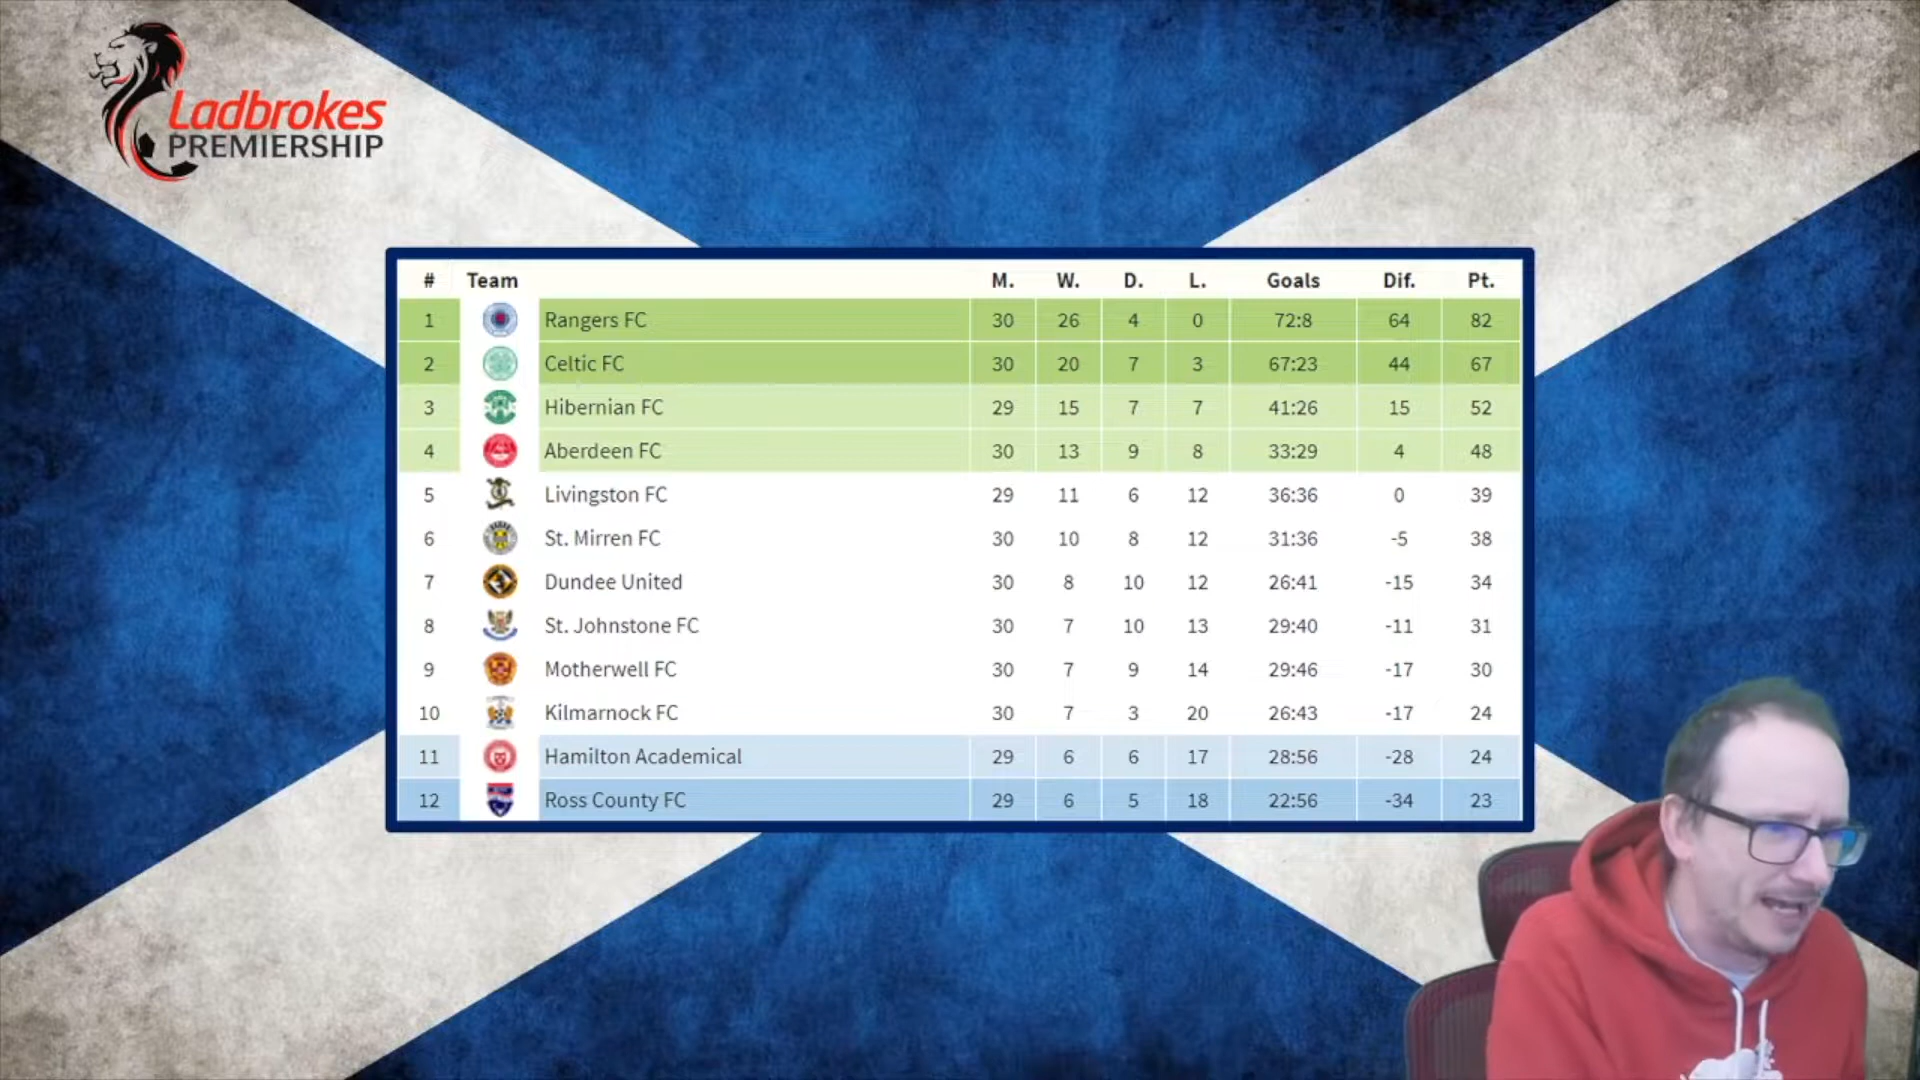 Ladbrokes
PREMIERSHIP
# Team M. W. D. L. Goals Dif. Pt.
1 Rangers FC 30 26 4 0 72:8 64 82
2 Celtic FC 30 20 7 3 67:23 44 67
3 Hibernian FC 29 15 7 7 41:26 15 52
4 Aberdeen FC 30 13 9 8 33:29 4 48
5 Livingston FC 29 11 6 12 36:36 0 39
6 St. Mirren FC 30 10 8 12 31:36 -5 38
7 Dundee United 30 8 10 12 26:41 -15 34
8 St. Johnstone FC 30 7 10 13 29:40 -11 31
9 Motherwell FC 30 7 9 14 29:46 -17 30
10 Kilmarnock FC 30 7 3 20 26:43 -17 24
11 Hamilton Academical 29 6 6 17 28:56 -28 24
12 Ross County FC 29 6 5 18 22:56 -34 23